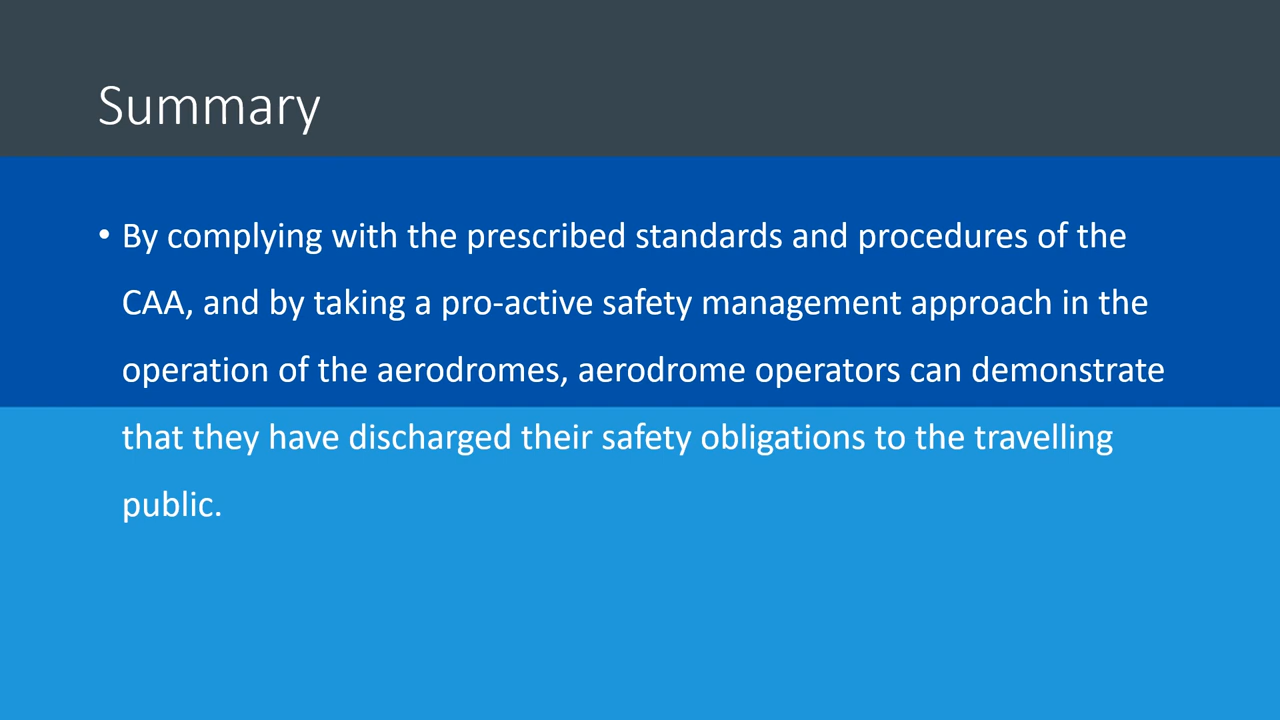 Summary
• By complying with the prescribed standards and procedures of the
CAA, and by taking a pro-active safety management approach in the
operation of the aerodromes, aerodrome operators can demonstrate
that they have discharged their safety obligations to the travelling
public.